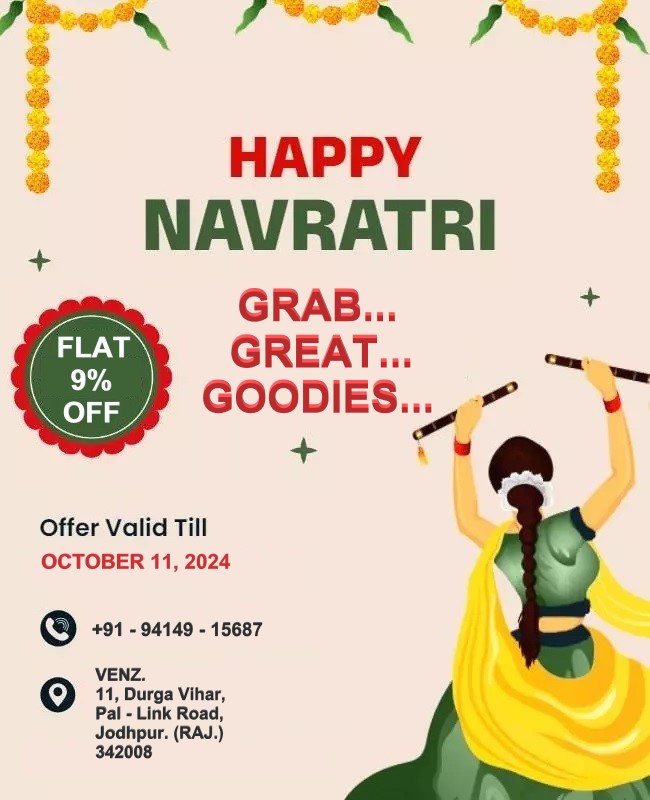 HAPPY
NAVRATRI
GRAB...
GREAT...
GOODIES...
FLAT
9%
OFF
Offer Valid Till
OCTOBER 11, 2024
+91 - 94149 - 15687
VENZ.
11, Durga Vihar,
Pal - Link Road,
Jodhpur. (RAJ.)
342008